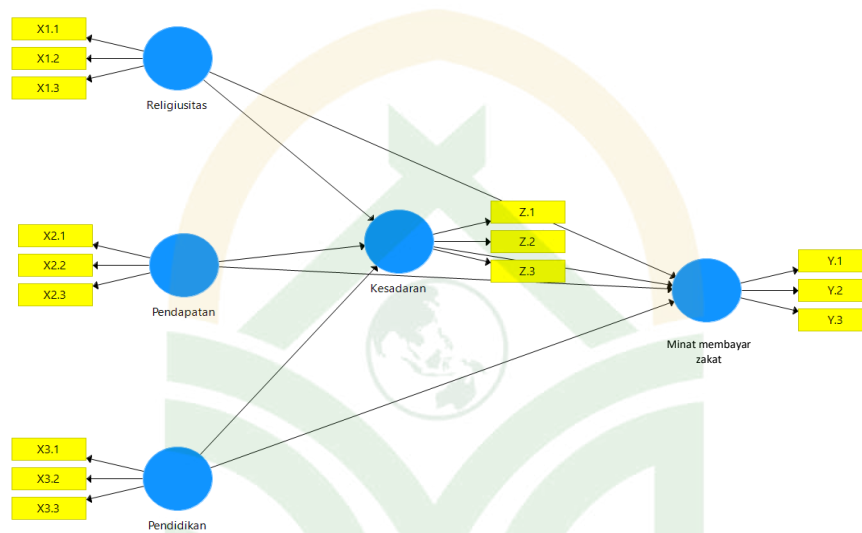 X1.1
X1.2
X1.3
Religiusitas
X2.1
X2.2
X2.3
Pendapatan
Kesadaran
Z.1
Z.2
Z.3
Y.1
Y.2
Y.3
Minat membayar
zakat
X3.1
X3.2
X3.3
Pendidikan